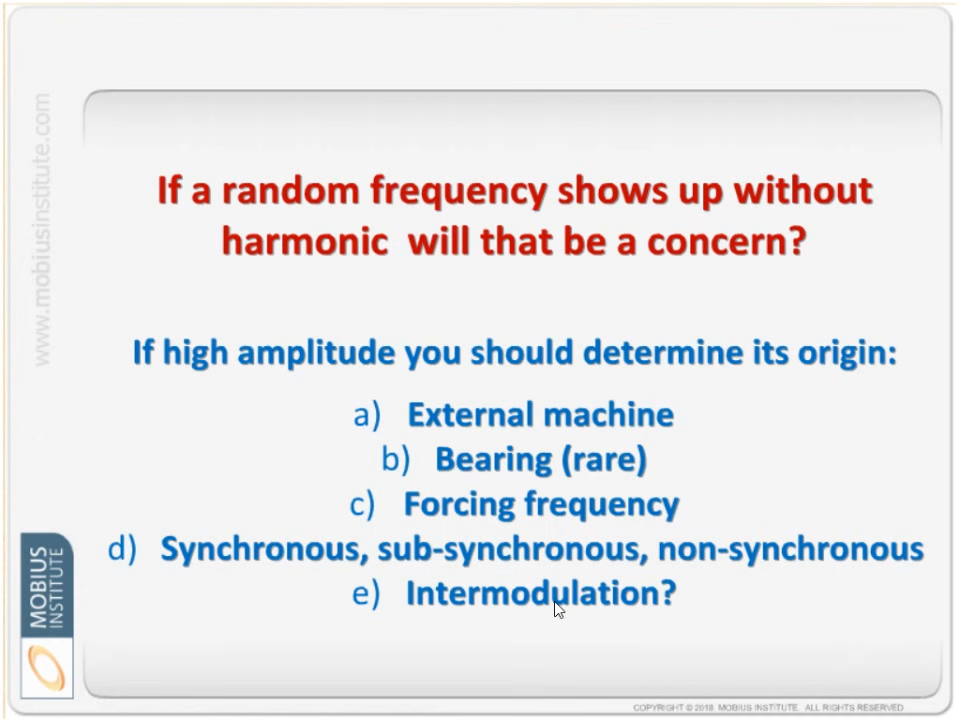 www.mobiusinstitute.com
If a random frequency shows up without
harmonic will that be a concern?
If high amplitude you should determine its origin:
a) External machine
b) Bearing (rare)
c) Forcing frequency
d) Synchronous, sub-synchronous, non-synchronous
e) Intermodulation?
MOBIUS
INSTITUTE
COPYRIGHT © 2018 MOBIUS INSTITUTE. ALL RIGHTS RESERVED